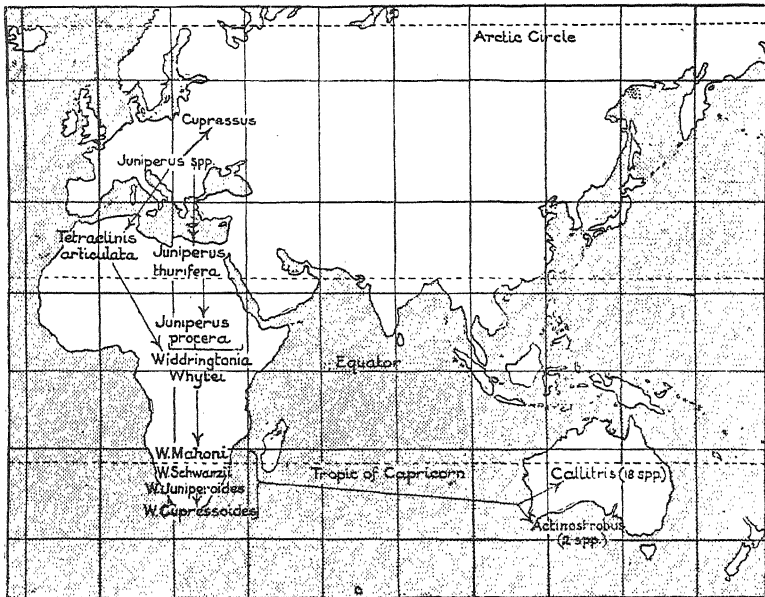 Arctic Circle
Cuprassus
Juniperus spp.
Tetraclinis
articulata
Juniperus
thurifera
Juniperus
procera
Widdringtonia
Whytei
Equator
W. Mahoni
W. Schwarzii
W. Juniperoides
W. Cupressoides
Tropic of Capricorn
Callitris (18 spp.)
Actinostrobus
(2 spp.)